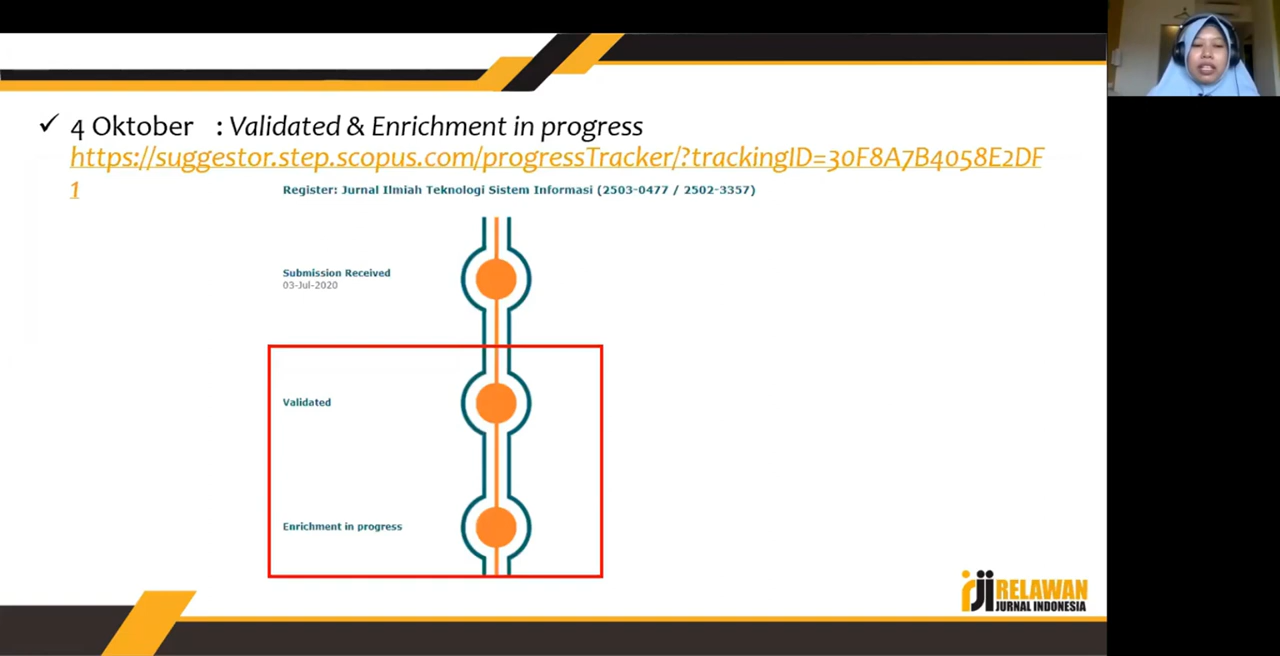 ✓ 4 Oktober : Validated & Enrichment in progress
https://suggestor.step.scopus.com/progressTracker/?trackingID=30F8A7B4058E2DF
1
Register: Jurnal Ilmiah Teknologi Sistem Informasi (2503-0477 / 2502-3357)
Submission Received
03-Jul-2020
Validated
Enrichment in progress
rji RELAWAN
JURNAL INDONESIA